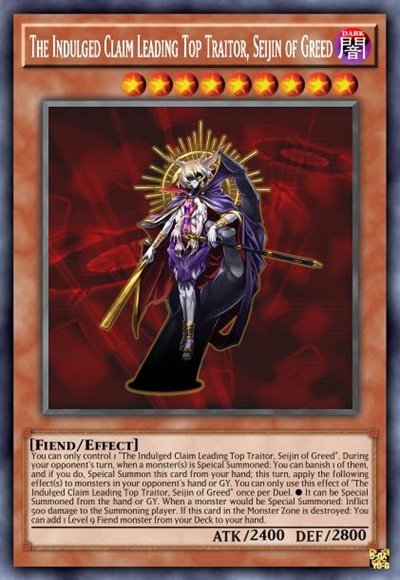 The Indulged Claim Leading Top Traitor, Seijin of Greed
DARK
闇
[Fiend/Effect]
You can only control 1 "The Indulged Claim Leading Top Traitor, Seijin of Greed". During
your opponent's turn, when a monster(s) is Speical Summoned: You can banish 1 of them,
and if you do, Speical Summon this card from your hand; this turn, apply the following
effect(s) to monsters in your opponent's hand or GY. You can only use this effect of "The
Indulged Claim Leading Top Traitor, Seijin of Greed" once per Duel. ● It can be Special
Summoned from the hand or GY. When a monster would be Special Summoned: Inflict
500 damage to the Summoning player. If this card in the Monster Zone is destroyed: You
can add 1 Level 9 Fiend monster from your Deck to your hand.
ATK/2400 DEF/2800